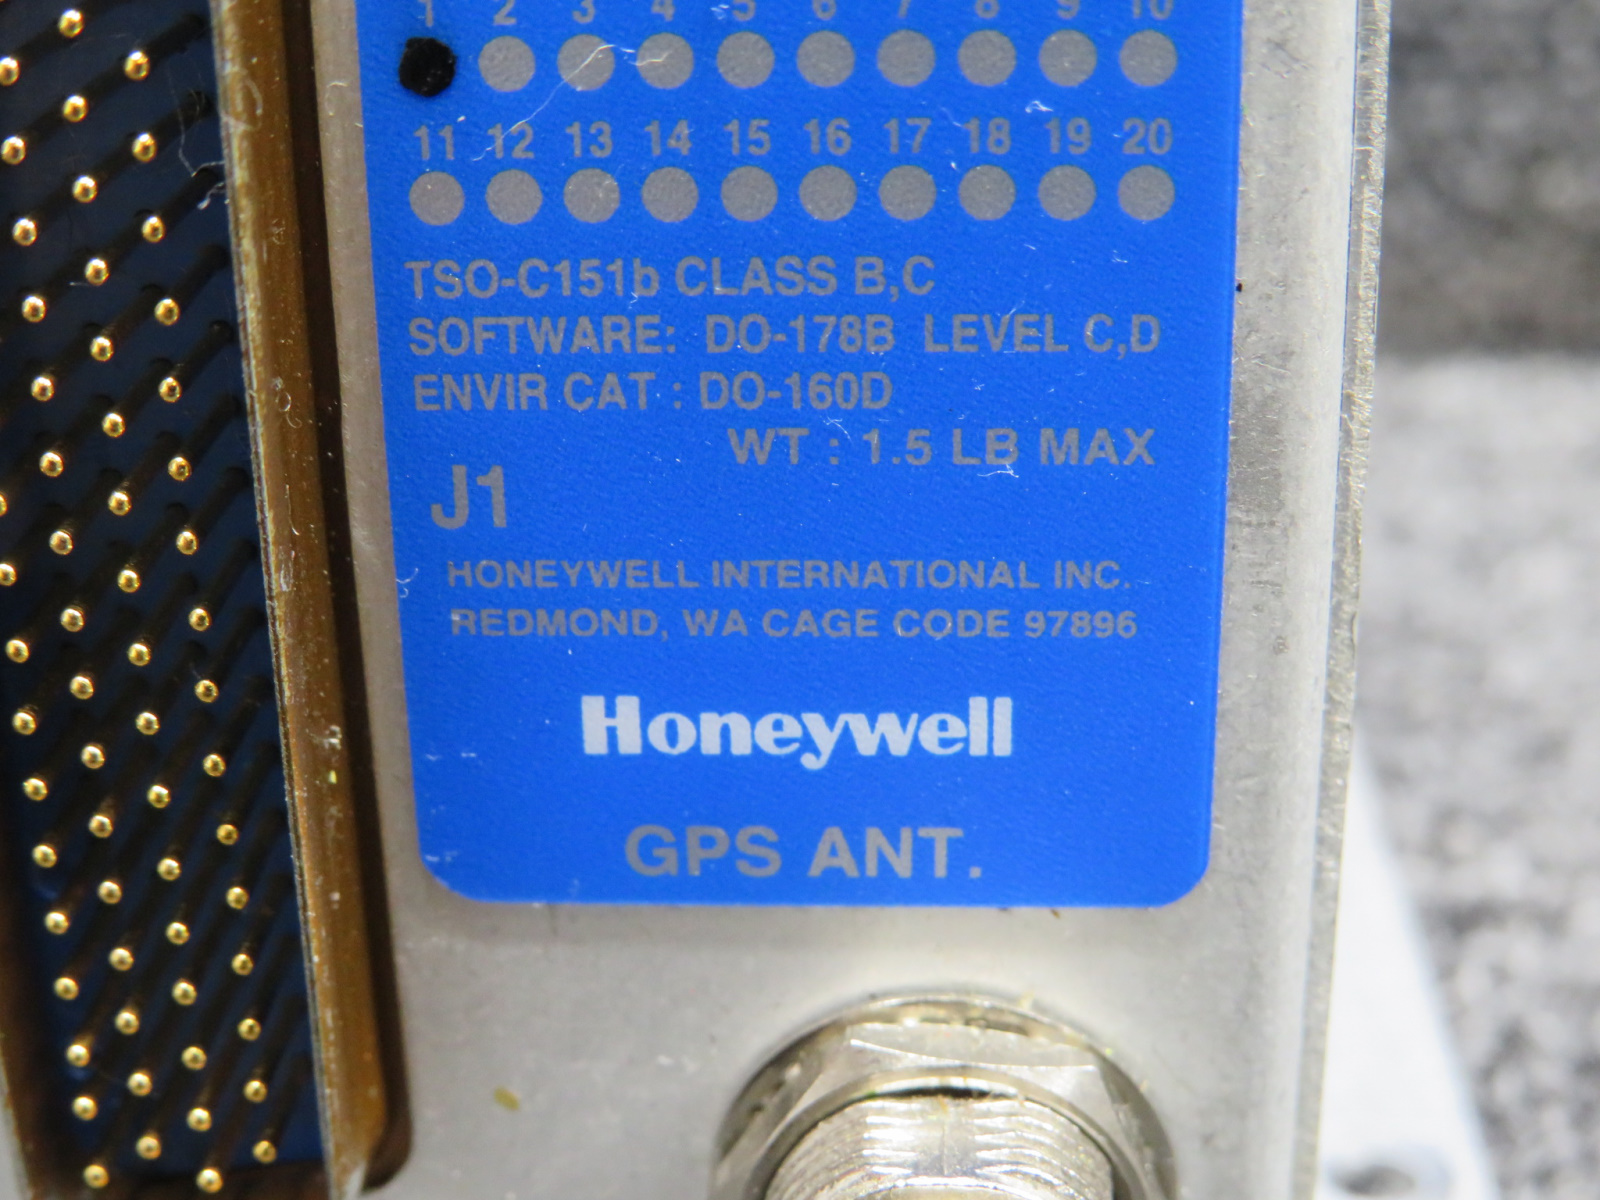 1 2 3 4 5 6 7 8 9 10
11 12 13 14 15 16 17 18 19 20
TSO-C151b CLASS B,C
SOFTWARE: DO-178B LEVEL C,D
ENVIR CAT : DO-160D
WT : 1.5 LB MAX
J1
HONEYWELL INTERNATIONAL INC.
REDMOND, WA CAGE CODE 97896
Honeywell
GPS ANT.